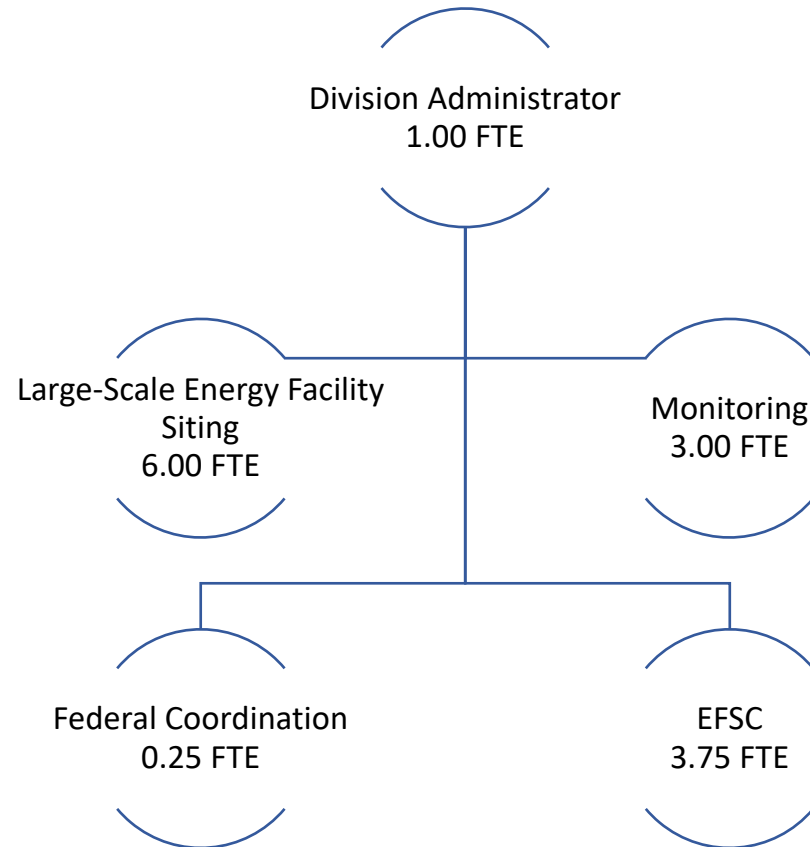 Division Administrator
1.00 FTE
Large-Scale Energy Facility
Siting
6.00 FTE
Monitoring
3.00 FTE
Federal Coordination
0.25 FTE
EFSC
3.75 FTE